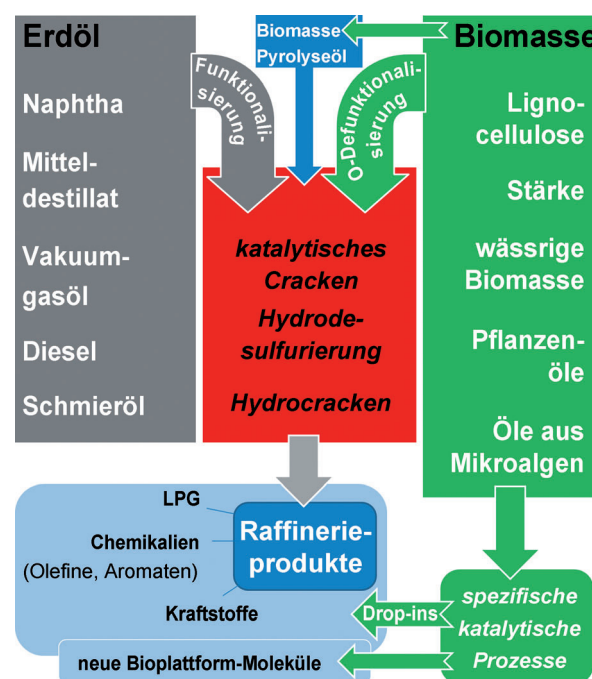 Erdöl
Naphtha
Mittel-
destillat
Vakuum-
gasöl
Diesel
Schmieröl
Funktionali-
sierung
Biomasse
Pyrolyseöl
O-Defunktionali-
sierung
katalytisches
Cracken
Hydrode-
sulfurierung
Hydrocracken
Biomasse
Ligno-
cellulose
Stärke
wässrige
Biomasse
Pflanzen-
öle
Öle aus
Mikroalgen
LPG
Chemikalien
(Olefine, Aromaten)
Kraftstoffe
Raffinerie-
produkte
Drop-ins
spezifische
katalytische
Prozesse
neue Bioplattform-Moleküle